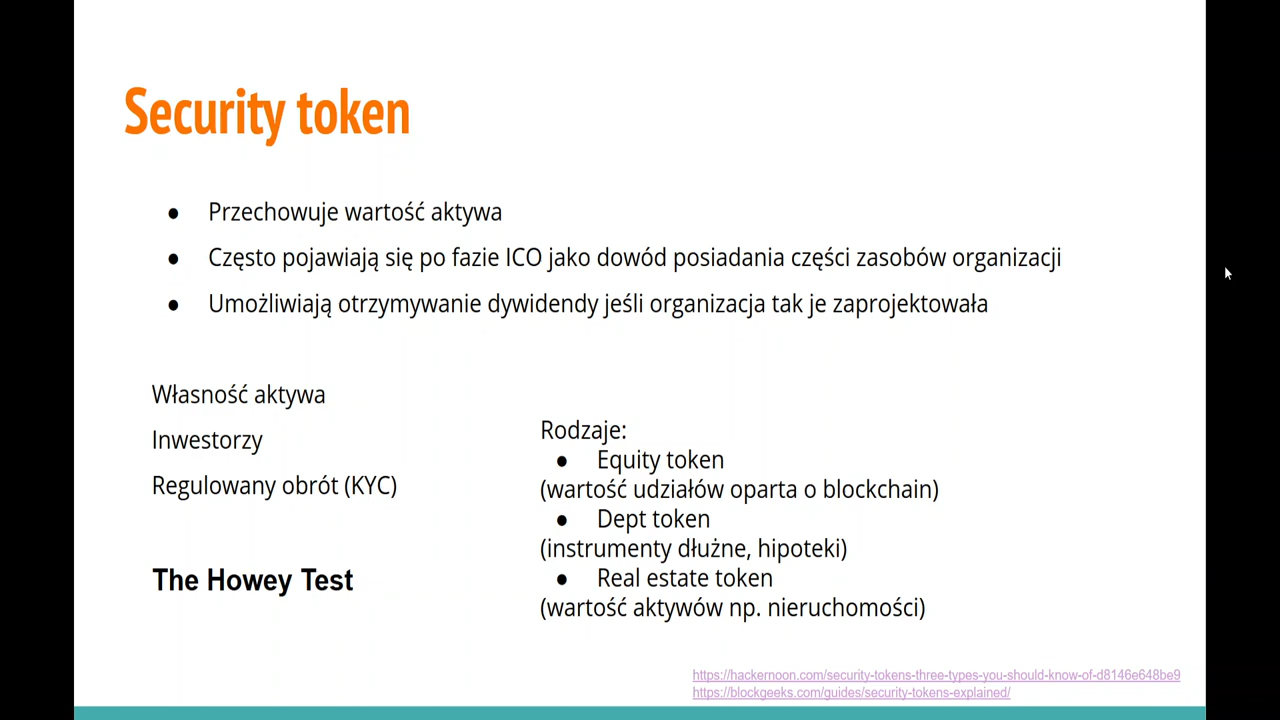 Security token
● Przechowuje wartość aktywa
● Często pojawiają się po fazie ICO jako dowód posiadania części zasobów organizacji
● Umożliwiają otrzymywanie dywidendy jeśli organizacja tak je zaprojektowała
Własność aktywa
Inwestorzy
Regulowany obrót (KYC)
The Howey Test
Rodzaje:
● Equity token
(wartość udziałów oparta o blockchain)
● Dept token
(instrumenty dłużne, hipoteki)
● Real estate token
(wartość aktywów np. nieruchomości)
https://hackernoon.com/security-tokens-three-types-you-should-know-of-d8146e648be9
https://blockgeeks.com/guides/security-tokens-explained/